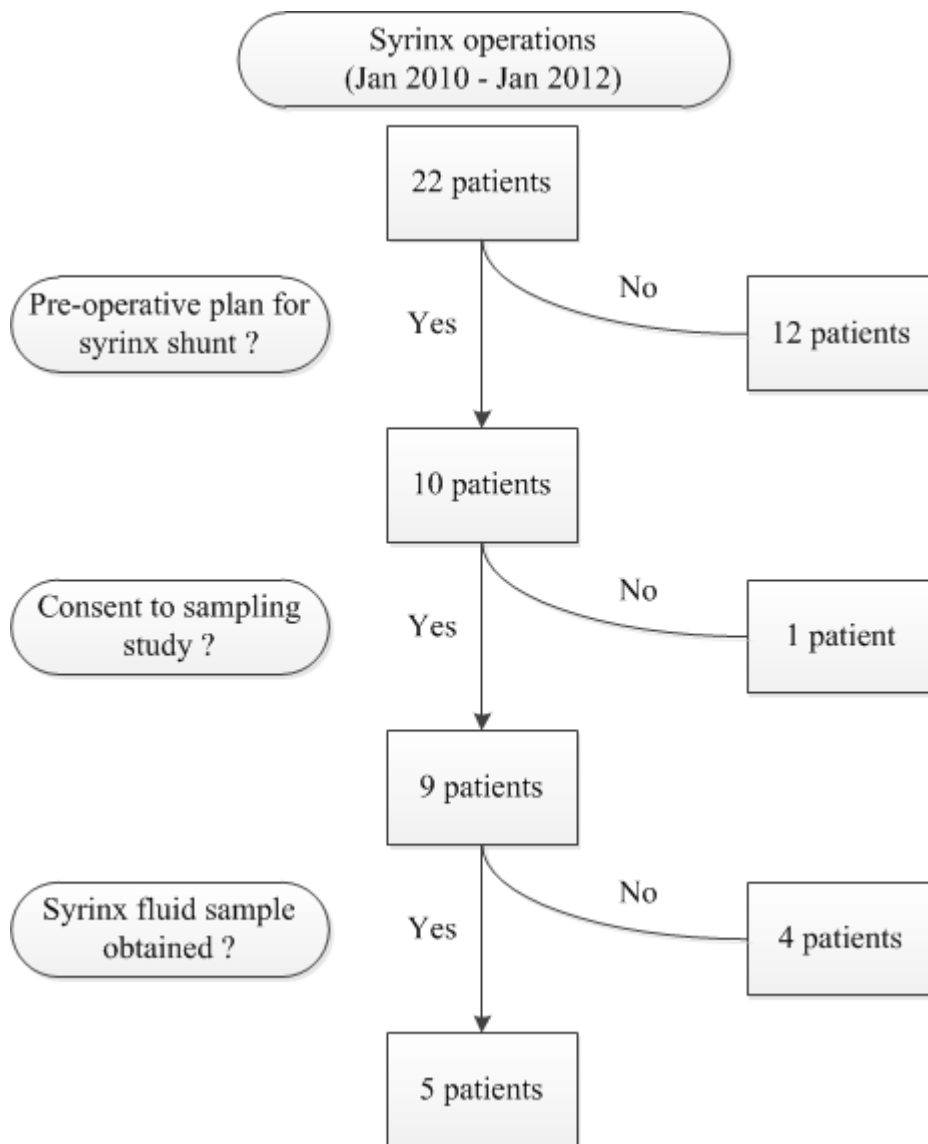 Syrinx operations
(Jan 2010 - Jan 2012)
22 patients
Pre-operative plan for
syrinx shunt ?
Yes
No
12 patients
10 patients
Consent to sampling
study ?
Yes
No
1 patient
9 patients
Syrinx fluid sample
obtained ?
Yes
No
4 patients
5 patients